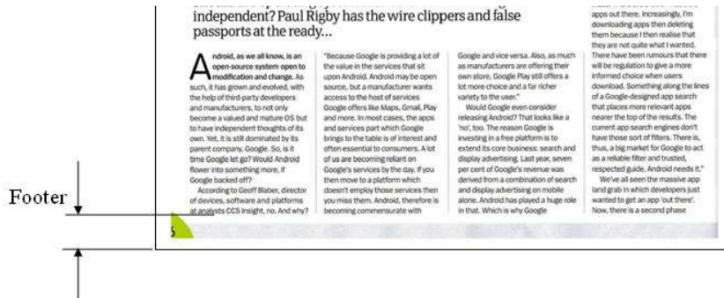 independent? Paul Rigby has the wire clippers and false
passports at the ready...
Android, as we all know, is an
open-source system open to
modification and change. As
such, it has grown and evolved, with
the help of third-party developers
and manufacturers, to not only
become a valued and mature OS but
to have independent thoughts of its
own. Yet, it is still dominated by its
parent company, Google. So, is it
time Google let go? Would Android
flower into something more, if
Google backed off?
According to Geoff Blaber, director
of devices, software and platforms
at analysts CCS Insight, no. And why?
"Because Google is providing a lot of
the value in the services that sit
upon Android. Android may be open
source, but a manufacturer wants
access to the host of services
Google offers like Maps, Gmail, Play
and more. In most cases, the apps
and services part which Google
brings to the table is of interest and
often essential to consumers. A lot
of us are becoming reliant on
Google's services by the day. If you
then move to a platform which
doesn't employ those services then
you miss them. Android, therefore is
becoming commensurate with
Google and vice versa. Also, as much
as manufacturers are offering their
own store, Google Play still offers a
lot more choice and a far richer
variety to the user."
Would Google even consider
releasing Android? That looks like a
'no', too. The reason Google is
investing in a free platform is to
extend its core business: search and
display advertising. Last year, seven
per cent of Google's revenue was
derived from a combination of search
and display advertising on mobile
alone. Android has played a huge role
in that. Which is why Google
apps out there. Increasingly, I'm
downloading apps then deleting
them because I then realise that
they are not quite what I wanted.
There have been rumours that there
will be regulation to give a more
informed choice when users
download. Something along the lines
of a Google-designed app search
that places more relevant apps
nearer the top of the results. The
current app search engines don't
have those sort of filters. There is,
thus, a big market for Google to act
as a reliable filter and trusted,
respected guide. Android needs it."
We've all seen the massive app
land grab in which developers just
wanted to get an app 'out there'.
Now, there is a second phase
Footer